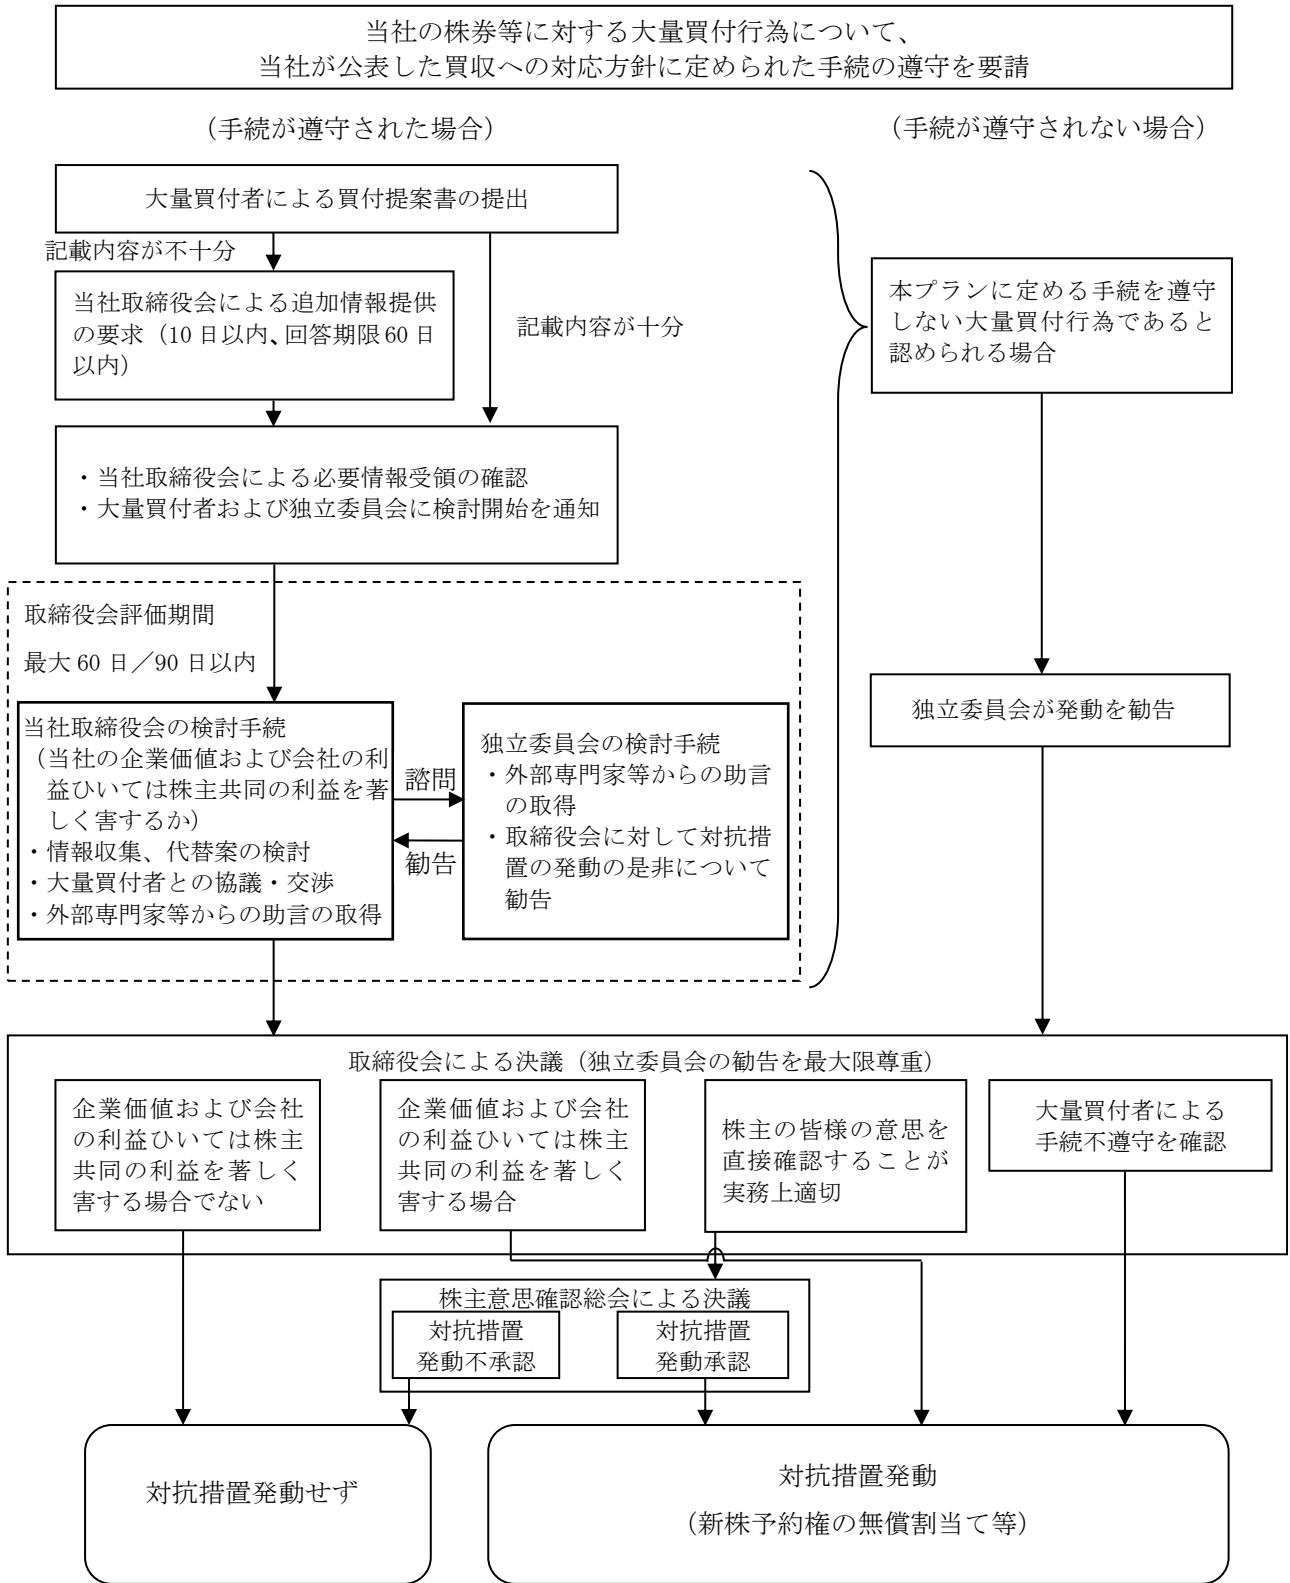 当社の株券等に対する大量買付行為について、
当社が公表した買収への対応方針に定められた手続の遵守を要請
（手続が遵守された場合）
（手続が遵守されない場合）
大量買付者による買付提案書の提出
記載内容が不十分
当社取締役会による追加情報提供
の要求（10 日以内、回答期限 60 日
以内）
記載内容が十分
本プランに定める手続を遵守
しない大量買付行為であると
認められる場合
・当社取締役会による必要情報受領の確認
・大量買付者および独立委員会に検討開始を通知
取締役会評価期間
最大 60 日／90 日以内
当社取締役会の検討手続
（当社の企業価値および会社の利
益ひいては株主共同の利益を著
しく害するか）
・情報収集、代替案の検討
・大量買付者との協議・交渉
・外部専門家等からの助言の取得
諮問
勧告
独立委員会の検討手続
・外部専門家等からの助言
の取得
・取締役会に対して対抗措
置の発動の是非について
勧告
独立委員会が発動を勧告
取締役会による決議（独立委員会の勧告を最大限尊重）
企業価値および会社
の利益ひいては株主
共同の利益を著しく
害する場合でない
企業価値および会社
の利益ひいては株主
共同の利益を著しく
害する場合
株主の皆様の意思を
直接確認することが
実務上適切
大量買付者による
手続不遵守を確認
株主意思確認総会による決議
対抗措置
発動不承認
対抗措置
発動承認
対抗措置発動せず
対抗措置発動
（新株予約権の無償割当て等）